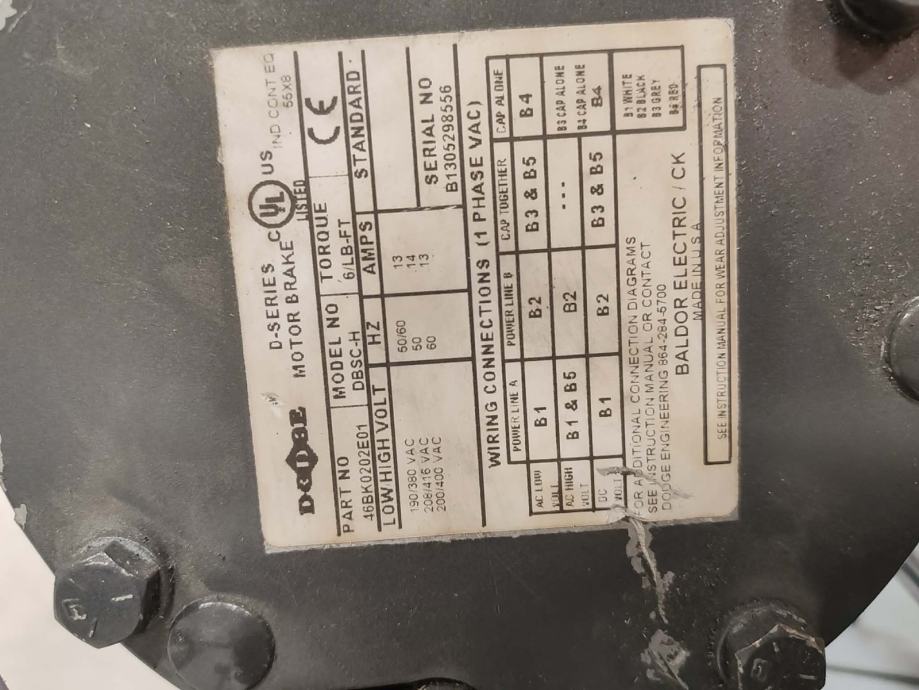 DODGE
D-SERIES
MOTOR BRAKE
C UL US
LISTED
IND CONT EQ
55X8
CE
PART NO
46BK0202E01
MODEL NO
DBSC-H
TORQUE
6/LB-FT
STANDARD
LOW/HIGH VOLT
HZ
AMPS
190/380 VAC 50/60 13
208/416 VAC 50 14
200/400 VAC 60 13
SERIAL NO
B1305298556
WIRING CONNECTIONS (1 PHASE VAC)
POWER LINE A POWER LINE B CAP TOGETHER CAP ALONE
AC LOW VOLT B1 B2 B3 & B5 B4
AC HIGH VOLT B1 & B5 B2 --- B3 CAP ALONE B4 CAP ALONE
DC VOLT B1 B2 B3 & B5 B4
FOR ADDITIONAL CONNECTION DIAGRAMS
SEE INSTRUCTION MANUAL OR CONTACT
DODGE ENGINEERING 864-284-5700
B1 WHITE
B2 BLACK
B3 GREY
B4 RED
BALDOR ELECTRIC / CK
MADE IN U.S.A
SEE INSTRUCTION MANUAL FOR WEAR ADJUSTMENT INFORMATION